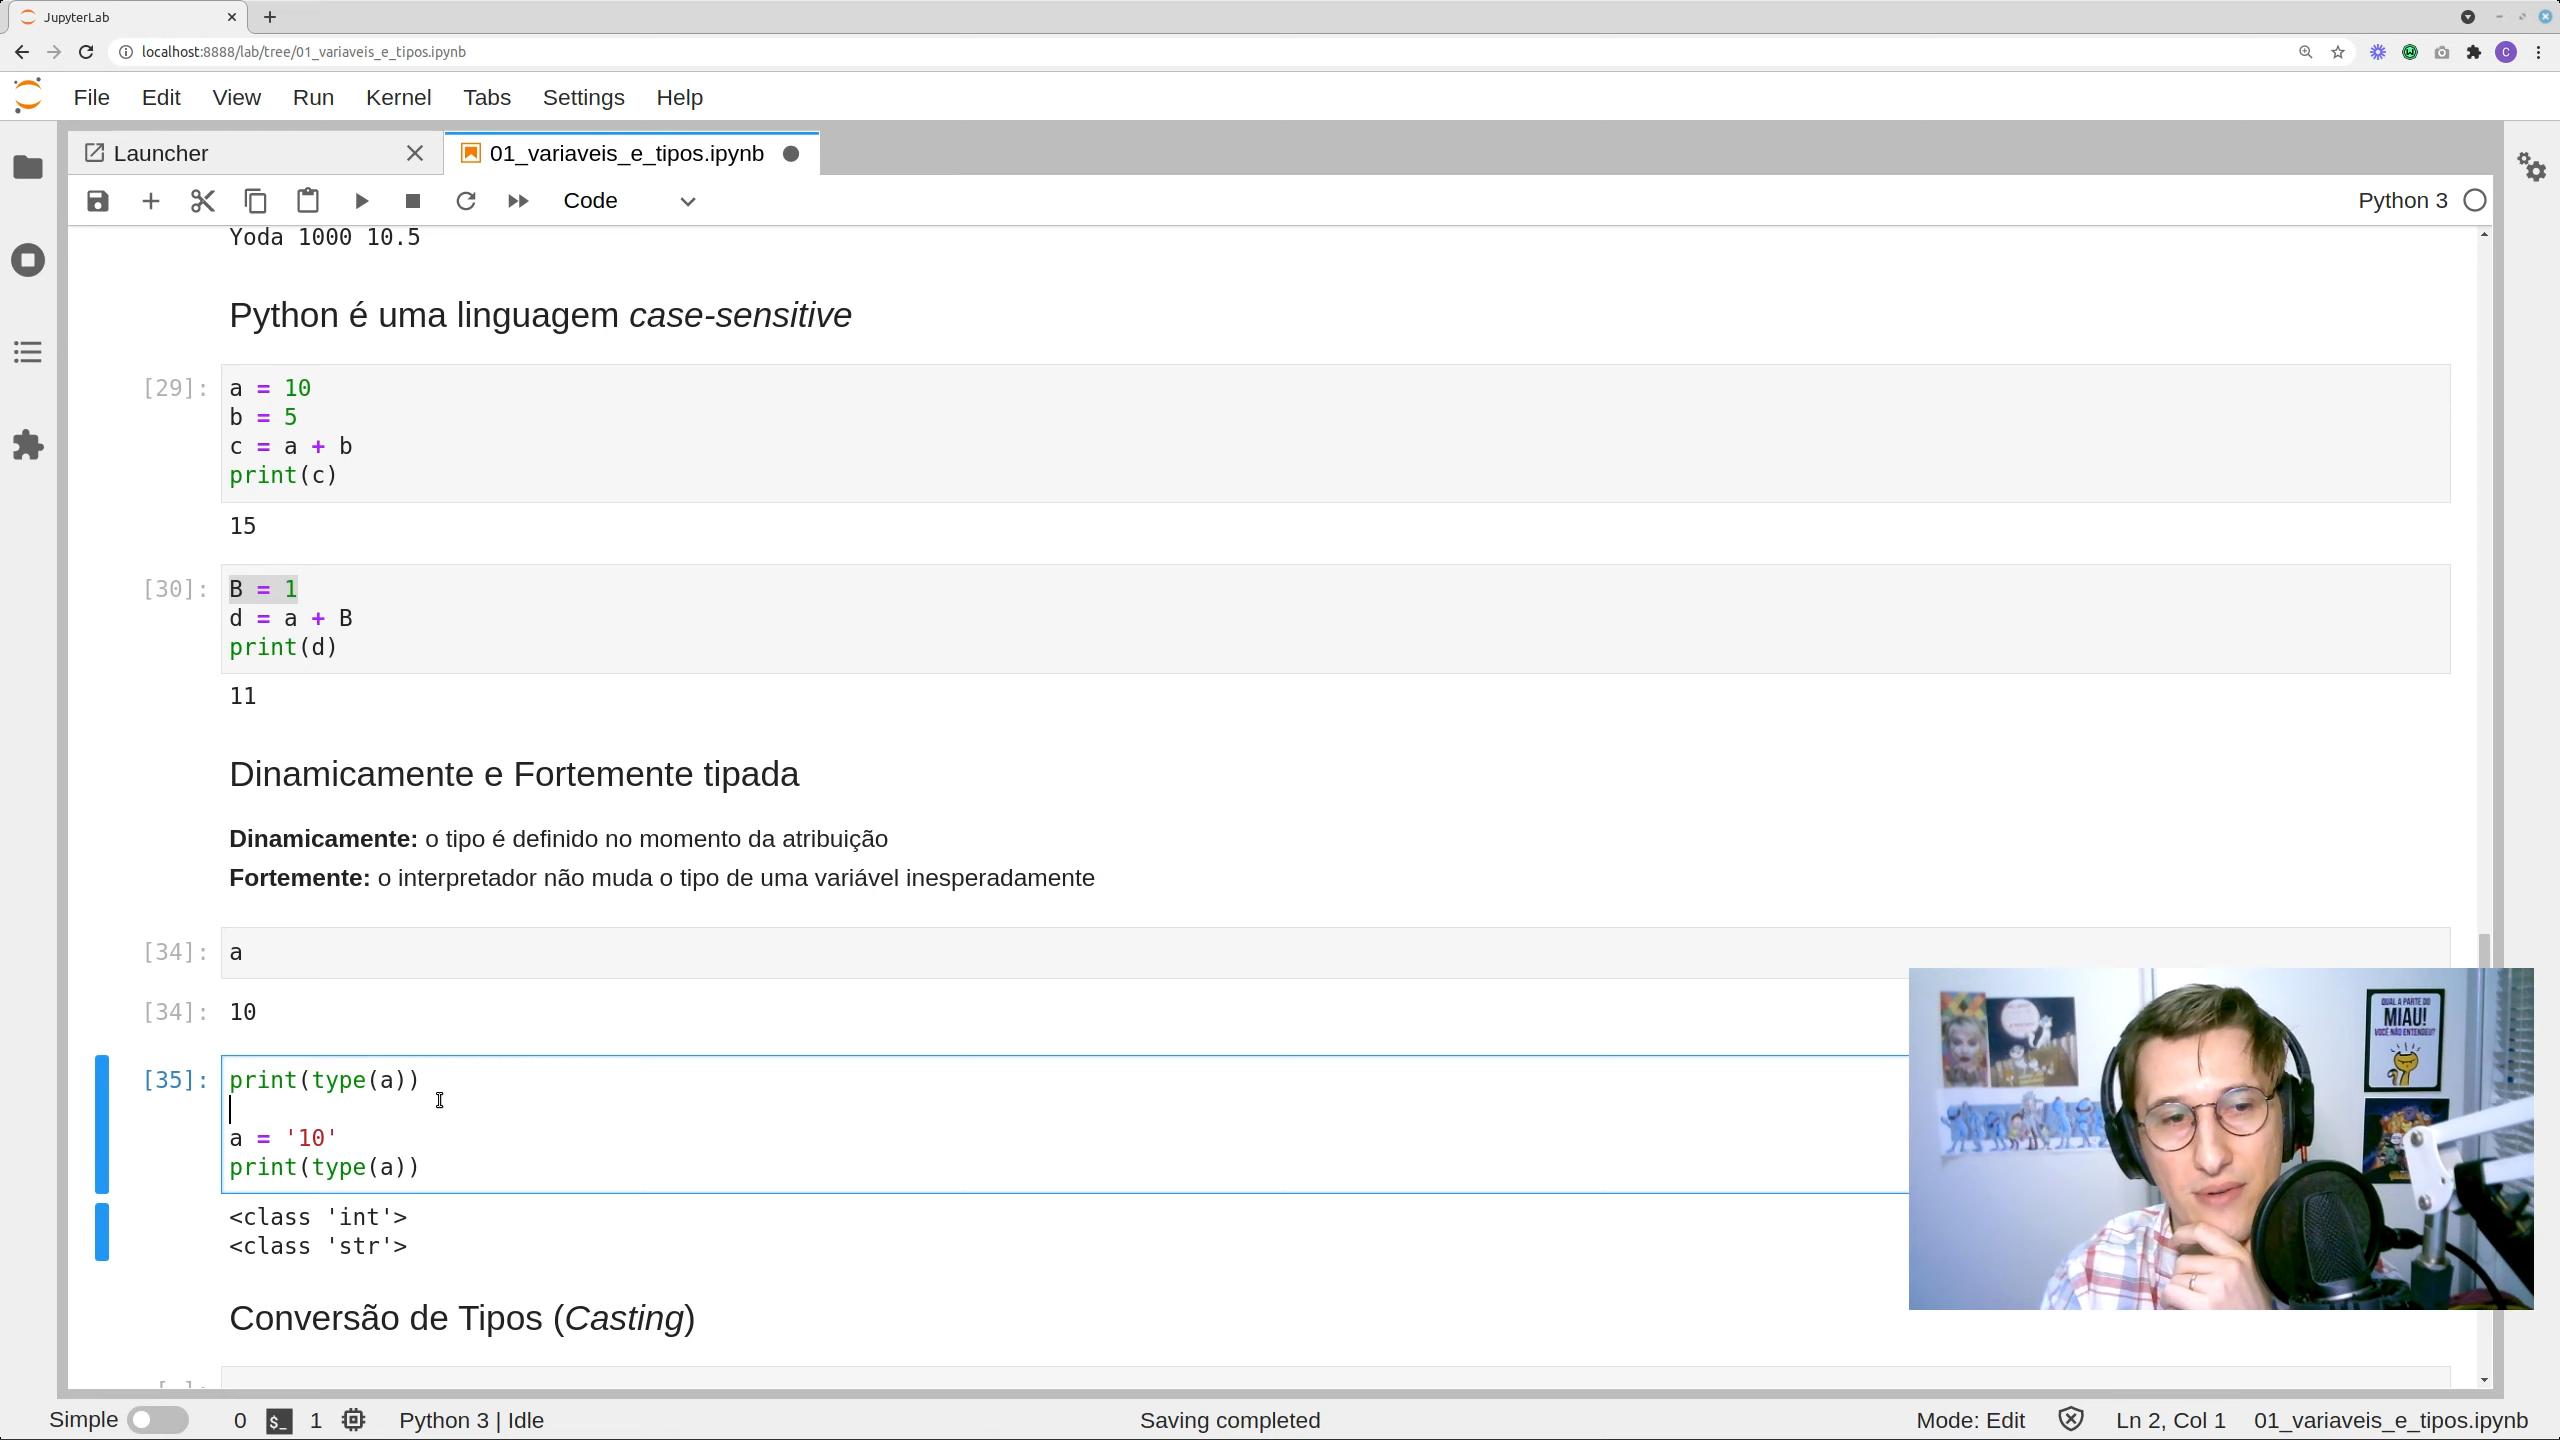 JupyterLab
localhost:8888/lab/tree/01_variaveis_e_tipos.ipynb
C
File Edit View Run Kernel Tabs Settings Help
Launcher
01_variaveis_e_tipos.ipynb
Code
Python 3
Yoda 1000 10.5
Python é uma linguagem case-sensitive
[29]:
a = 10
b = 5
c = a + b
print(c)
15
[30]:
B = 1
d = a + B
print(d)
11
Dinamicamente e Fortemente tipada
Dinamicamente: o tipo é definido no momento da atribuição
Fortemente: o interpretador não muda o tipo de uma variável inesperadamente
[34]: a
[34]: 10
[35]:
print(type(a))
a = '10'
print(type(a))
<class 'int'>
<class 'str'>
Conversão de Tipos (Casting)
QUAL A PARTE DO
MIAU!
VOCÊ NÃO ENTENDEU?
Simple 0 $_ 1 Python 3 | Idle Saving completed Mode: Edit Ln 2, Col 1 01_variaveis_e_tipos.ipynb